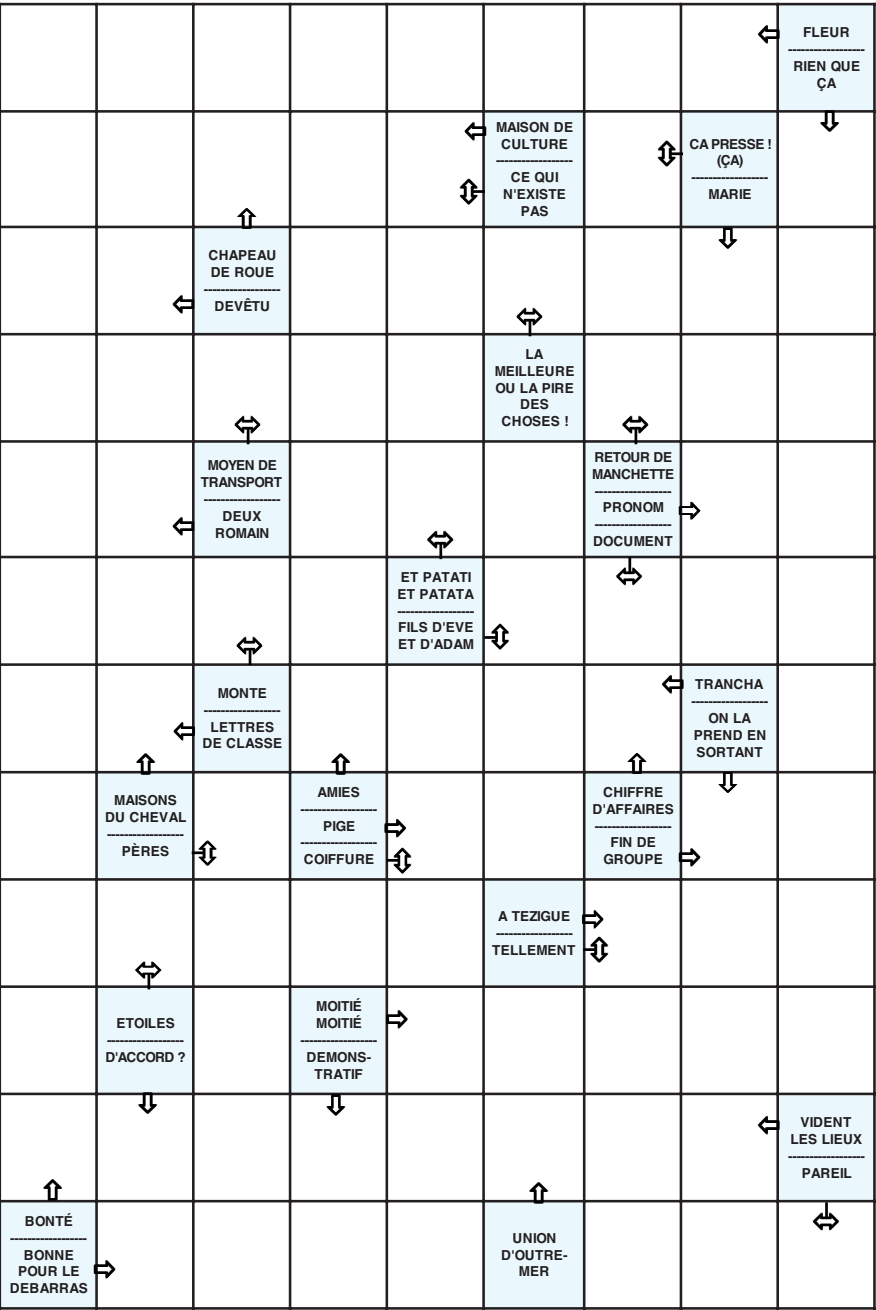 FLEUR
------------------
RIEN QUE
ÇA
MAISON DE
CULTURE
------------------
CE QUI
N'EXISTE
PAS
CA PRESSE !
(ÇA)
------------------
MARIE
CHAPEAU
DE ROUE
------------------
DEVÊTU
LA
MEILLEURE
OU LA PIRE
DES
CHOSES !
MOYEN DE
TRANSPORT
------------------
DEUX
ROMAIN
RETOUR DE
MANCHETTE
------------------
PRONOM
------------------
DOCUMENT
ET PATATI
ET PATATA
------------------
FILS D'EVE
ET D'ADAM
MONTE
------------------
LETTRES
DE CLASSE
TRANCHA
------------------
ON LA
PREND EN
SORTANT
MAISONS
DU CHEVAL
------------------
PÈRES
AMIES
------------------
PIGE
------------------
COIFFURE
CHIFFRE
D'AFFAIRES
------------------
FIN DE
GROUPE
A TEZIGUE
------------------
TELLEMENT
ETOILES
------------------
D'ACCORD ?
MOITIÉ
MOITIÉ
------------------
DEMONS-
TRATIF
VIDENT
LES LIEUX
------------------
PAREIL
BONTÉ
------------------
BONNE
POUR LE
DEBARRAS
UNION
D'OUTRE-
MER